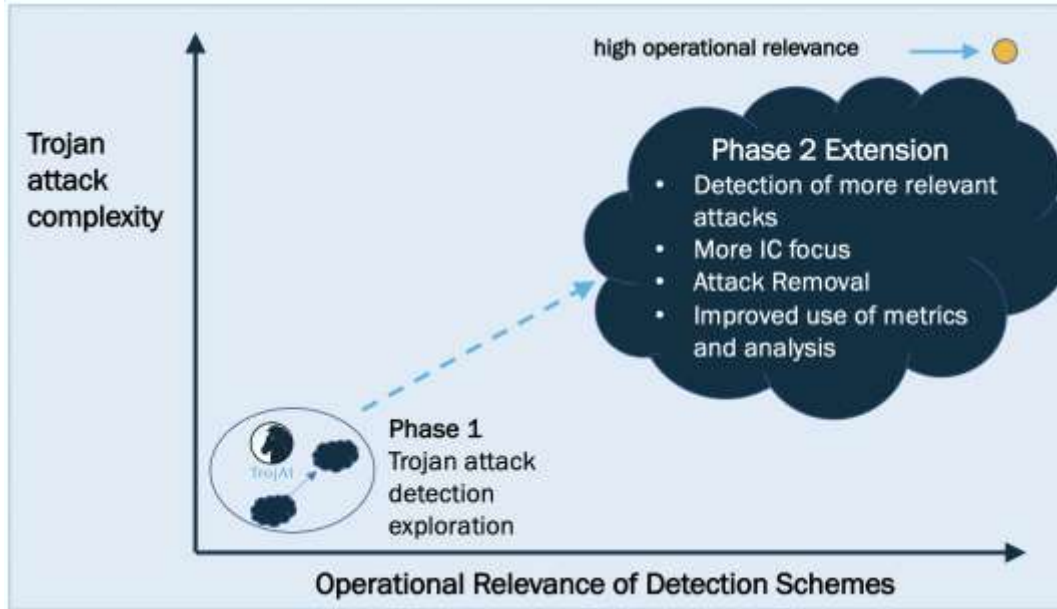 high operational relevance
Trojan
attack
complexity
Phase 2 Extension
• Detection of more relevant
attacks
• More IC focus
• Attack Removal
• Improved use of metrics
and analysis
Phase 1
Trojan attack
detection
exploration
TrojAI
Operational Relevance of Detection Schemes